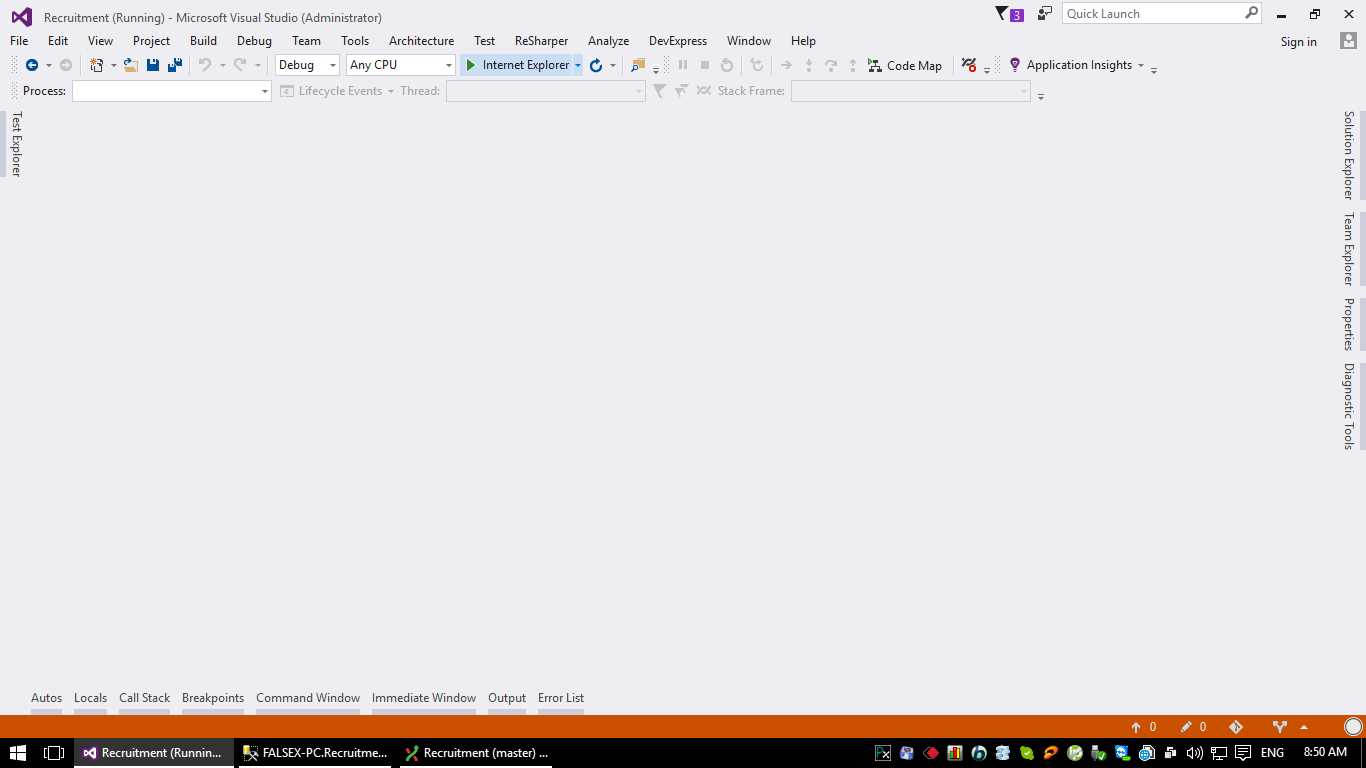 Recruitment (Running) - Microsoft Visual Studio (Administrator)
3
Quick Launch
File Edit View Project Build Debug Team Tools Architecture Test ReSharper Analyze DevExpress Window Help
Sign in
Debug Any CPU Internet Explorer Code Map Application Insights
Process: Lifecycle Events Thread: Stack Frame:
Test Explorer
Solution Explorer
Team Explorer
Properties
Diagnostic Tools
Autos Locals Call Stack Breakpoints Command Window Immediate Window Output Error List
0 0
Recruitment (Runnin... FALSEX-PC.Recruitme... Recruitment (master) ... ENG 8:50 AM